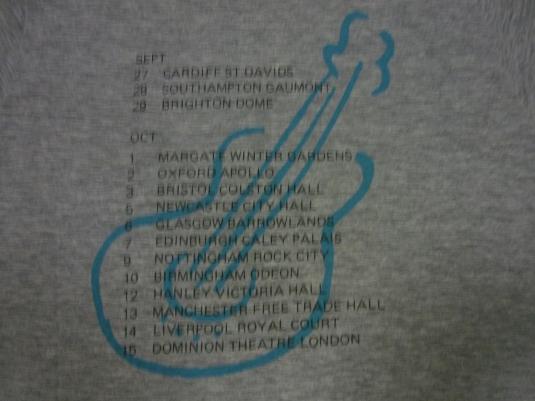 SEPT
27 CARDIFF ST DAVIDS
28 SOUTHAMPTON GAUMONT
29 BRIGHTON DOME
OCT
1 MARGATE WINTER GARDENS
2 OXFORD APOLLO
3 BRISTOL COLSTON HALL
5 NEWCASTLE CITY HALL
6 GLASGOW BARROWLANDS
7 EDINBURGH CALEY PALAIS
9 NOTTINGHAM ROCK CITY
10 BIRMINGHAM ODEON
12 HANLEY VICTORIA HALL
13 MANCHESTER FREE TRADE HALL
14 LIVERPOOL ROYAL COURT
15 DOMINION THEATRE LONDON